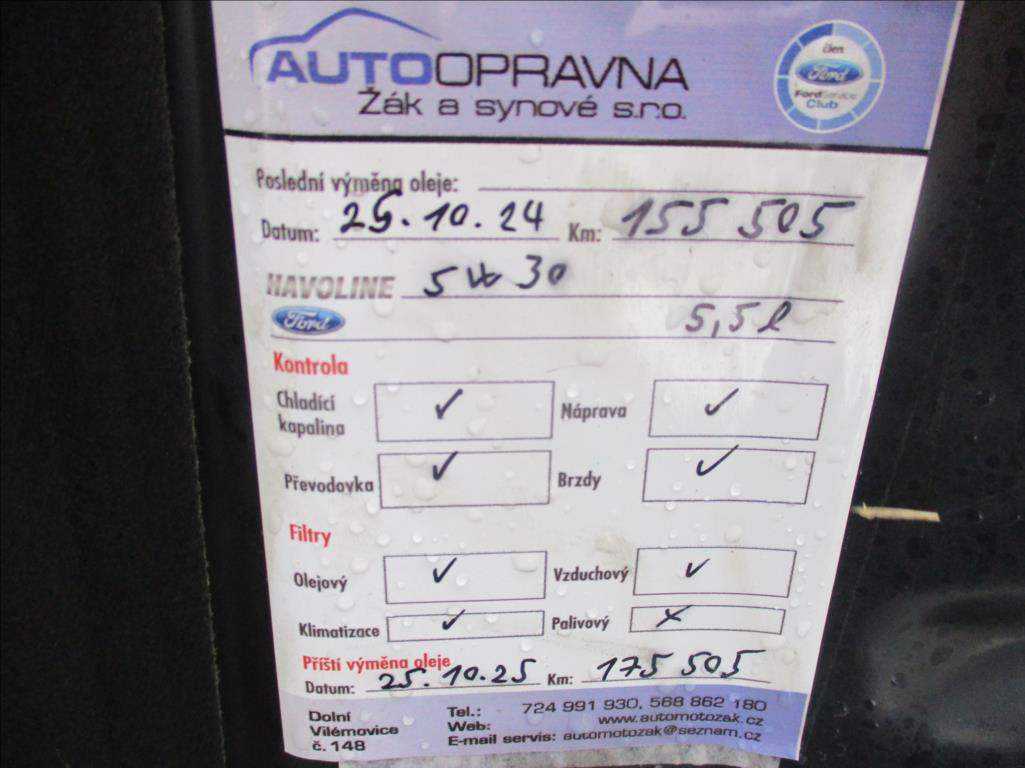 AUTOOPRAVNA
Žák a synové s.r.o.
člen
Ford
FordService
Club
Poslední výměna oleje:
Datum: 25.10.24 Km: 155 505
HAVOLINE 5W30
Ford 5,5l
Kontrola
Chladící kapalina ✓ Náprava ✓
Převodovka ✓ Brzdy ✓
Filtry
Olejový ✓ Vzduchový ✓
Klimatizace ✓ Palivový ×
Příští výměna oleje
Datum: 25.10.25 Km: 175 505
Dolní
Vilémovice
č. 148
Tel.: 724 991 930, 568 862 180
Web: www.automotozak.cz
E-mail servis: automotozak@seznam.cz